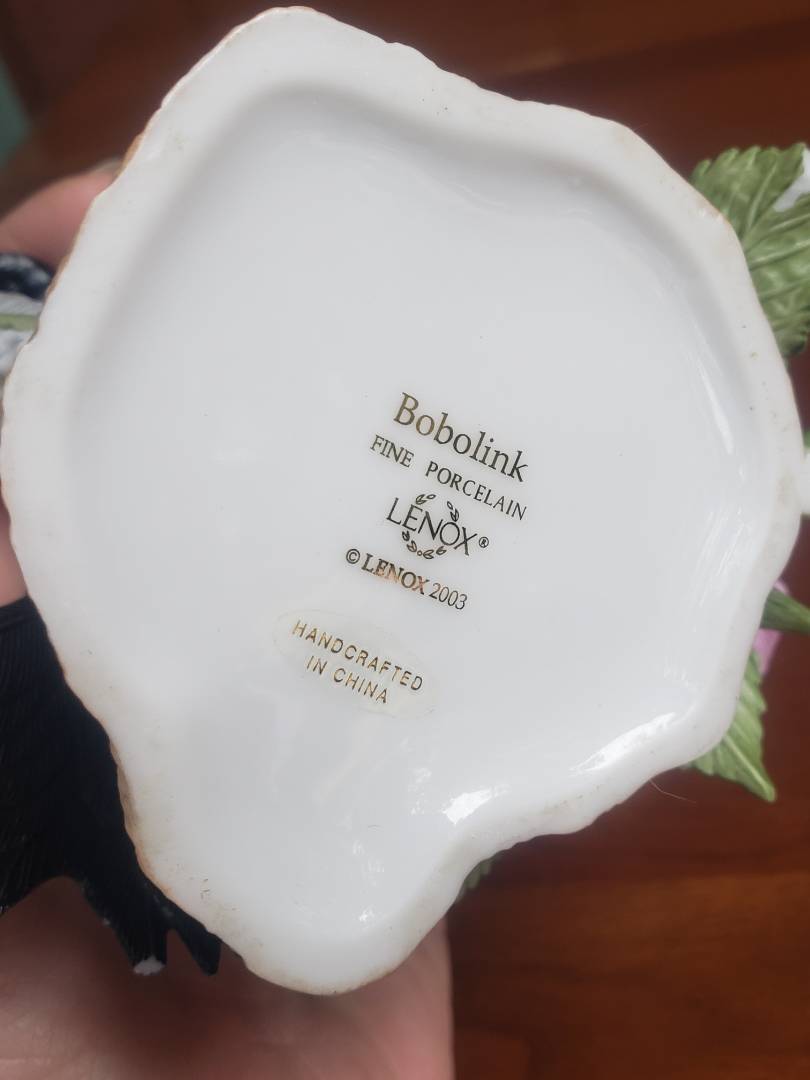 Bobolink
FINE PORCELAIN
LENOX®
© LENOX 2003
HANDCRAFTED
IN CHINA